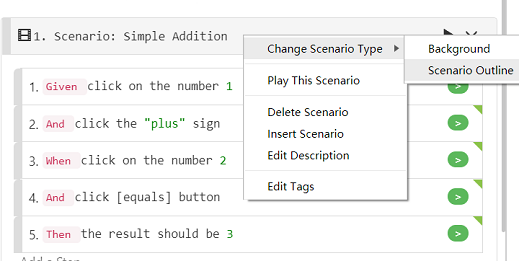 1. Scenario: Simple Addition
Change Scenario Type
Background
Scenario Outline
Play This Scenario
Delete Scenario
Insert Scenario
Edit Description
Edit Tags
1. Given click on the number 1 >
2. And click the "plus" sign >
3. When click on the number 2 >
4. And click [equals] button >
5. Then the result should be 3 >
Add a Step